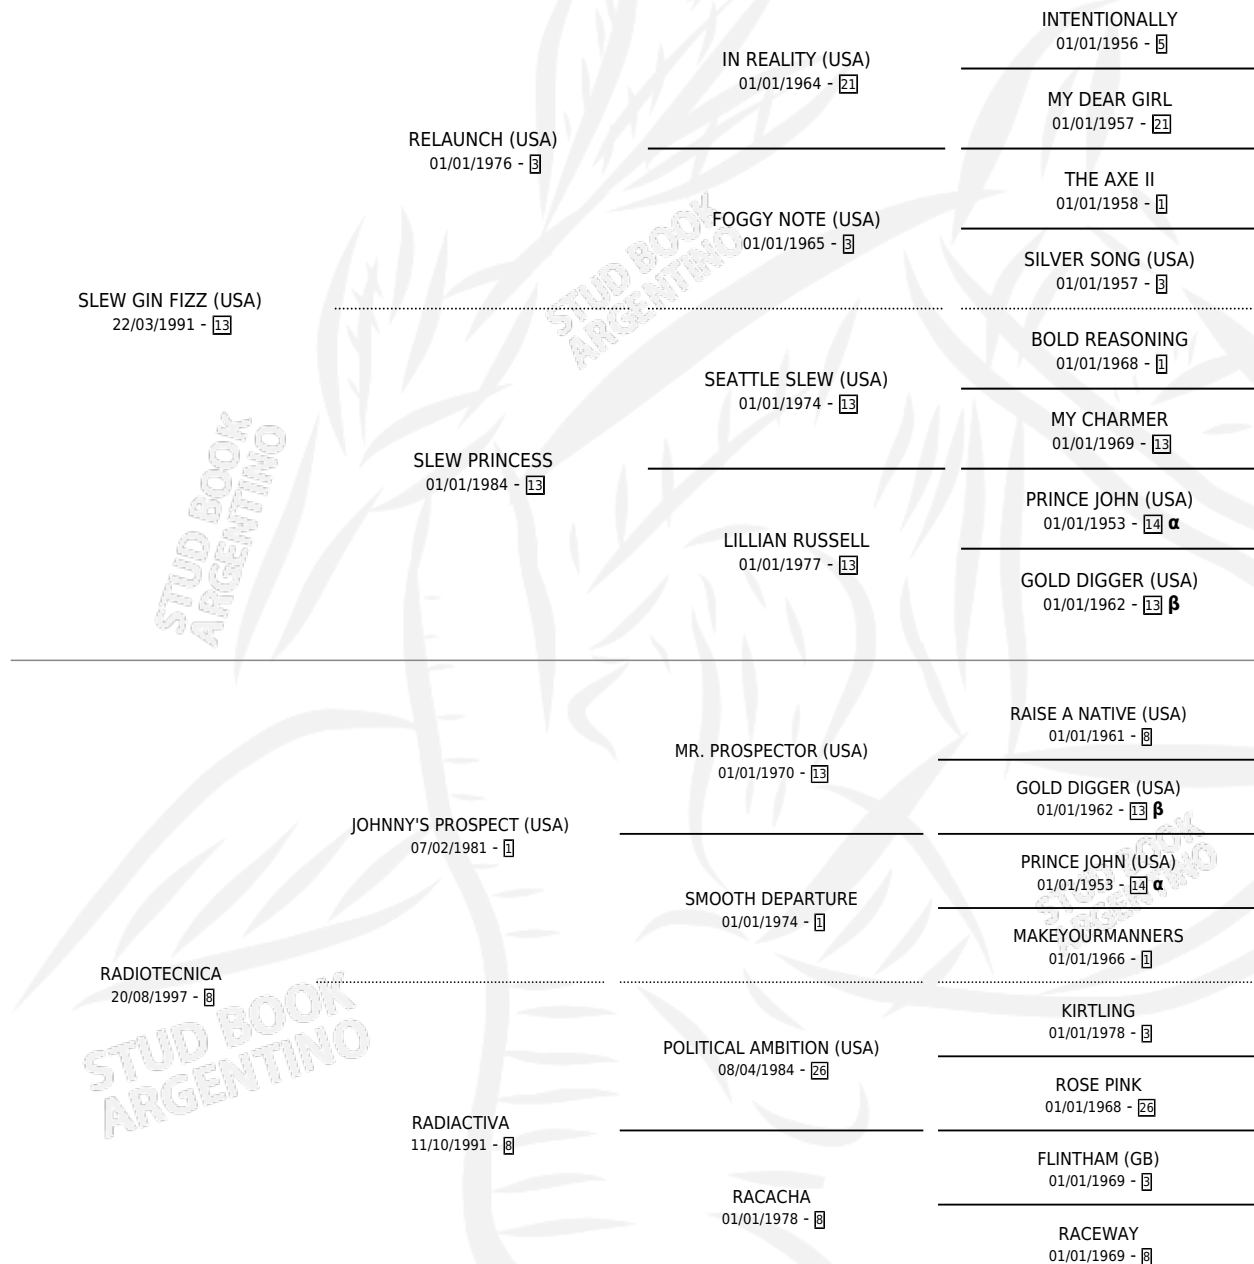 INTENTIONALLY
01/01/1956 - 5
IN REALITY (USA)
01/01/1964 - 21
MY DEAR GIRL
01/01/1957 - 21
RELAUNCH (USA)
01/01/1976 - 3
THE AXE II
01/01/1958 - 1
FOGGY NOTE (USA)
01/01/1965 - 3
SILVER SONG (USA)
01/01/1957 - 3
SLEW GIN FIZZ (USA)
22/03/1991 - 13
BOLD REASONING
01/01/1968 - 1
SEATTLE SLEW (USA)
01/01/1974 - 13
MY CHARMER
01/01/1969 - 13
SLEW PRINCESS
01/01/1984 - 13
PRINCE JOHN (USA)
01/01/1953 - 14 α
LILLIAN RUSSELL
01/01/1977 - 13
GOLD DIGGER (USA)
01/01/1962 - 13 β
RAISE A NATIVE (USA)
01/01/1961 - 8
MR. PROSPECTOR (USA)
01/01/1970 - 13
GOLD DIGGER (USA)
01/01/1962 - 13 β
JOHNNY'S PROSPECT (USA)
07/02/1981 - 1
PRINCE JOHN (USA)
01/01/1953 - 14 α
SMOOTH DEPARTURE
01/01/1974 - 1
MAKEYOURMANNERS
01/01/1966 - 1
RADIOTECNICA
20/08/1997 - 8
KIRTLING
01/01/1978 - 3
POLITICAL AMBITION (USA)
08/04/1984 - 26
ROSE PINK
01/01/1968 - 26
RADIACTIVA
11/10/1991 - 8
FLINTHAM (GB)
01/01/1969 - 3
RACACHA
01/01/1978 - 8
RACEWAY
01/01/1969 - 8
STUD BOOK
ARGENTINO
STUD BOOK
ARGENTINO
STUD BOOK
ARGENTINO
STUD BOOK
ARGENTINO